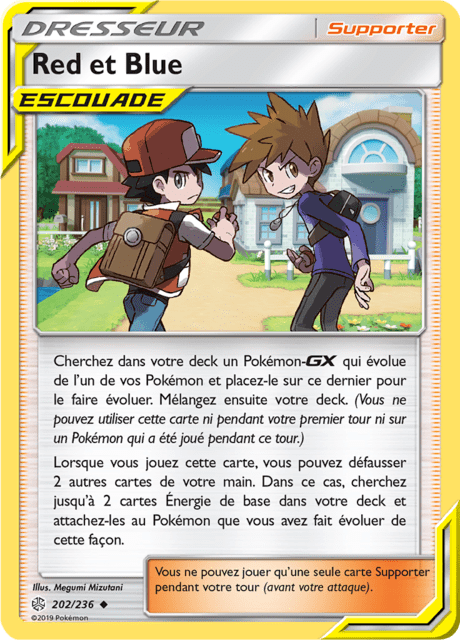 DRESSEUR
Supporter
Red et Blue
ESCOUADE
Cherchez dans votre deck un Pokémon-GX qui évolue
de l'un de vos Pokémon et placez-le sur ce dernier pour
le faire évoluer. Mélangez ensuite votre deck. (Vous ne
pouvez utiliser cette carte ni pendant votre premier tour ni sur
un Pokémon qui a été joué pendant ce tour.)
Lorsque vous jouez cette carte, vous pouvez défausser
2 autres cartes de votre main. Dans ce cas, cherchez
jusqu'à 2 cartes Énergie de base dans votre deck et
attachez-les au Pokémon que vous avez fait évoluer de
cette façon.
Vous ne pouvez jouer qu'une seule carte Supporter
pendant votre tour (avant votre attaque).
Illus. Megumi Mizutani
202/236
©2019 Pokémon